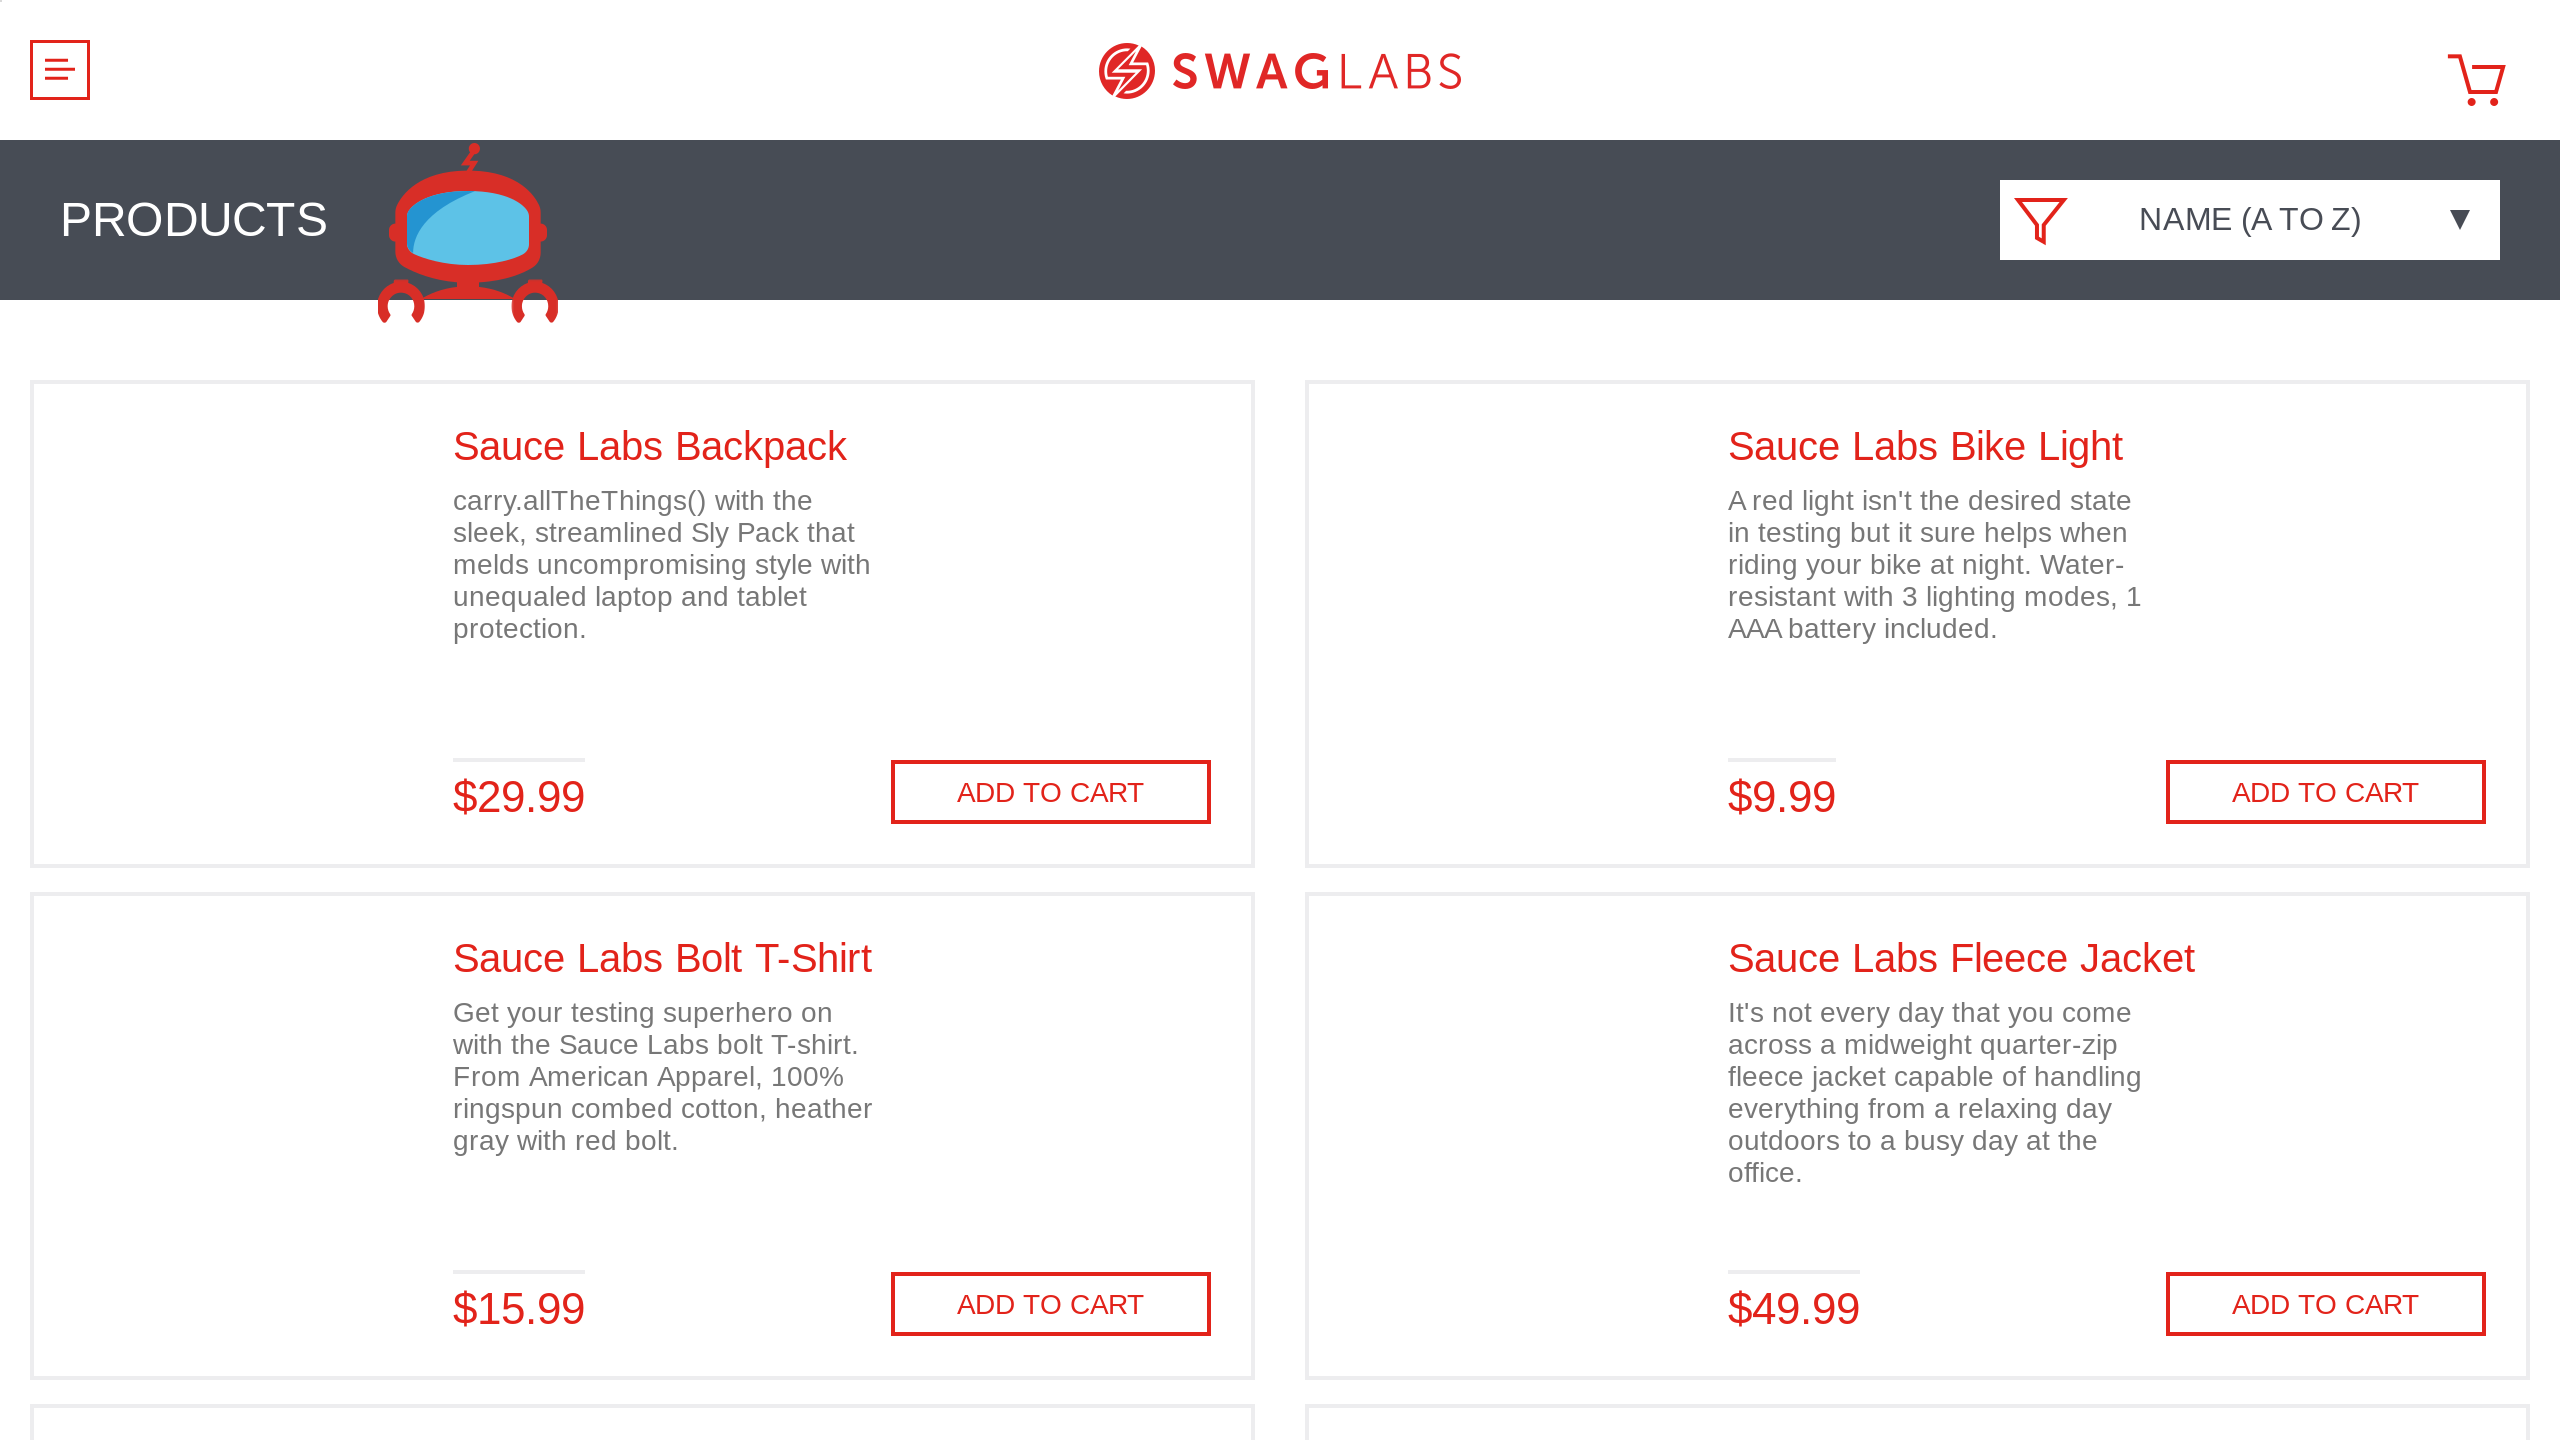 SWAGLABS
PRODUCTS
NAME (A TO Z)
Sauce Labs Backpack
carry.allTheThings() with the
sleek, streamlined Sly Pack that
melds uncompromising style with
unequaled laptop and tablet
protection.
$29.99
ADD TO CART
Sauce Labs Bike Light
A red light isn't the desired state
in testing but it sure helps when
riding your bike at night. Water-
resistant with 3 lighting modes, 1
AAA battery included.
$9.99
ADD TO CART
Sauce Labs Bolt T-Shirt
Get your testing superhero on
with the Sauce Labs bolt T-shirt.
From American Apparel, 100%
ringspun combed cotton, heather
gray with red bolt.
$15.99
ADD TO CART
Sauce Labs Fleece Jacket
It's not every day that you come
across a midweight quarter-zip
fleece jacket capable of handling
everything from a relaxing day
outdoors to a busy day at the
office.
$49.99
ADD TO CART